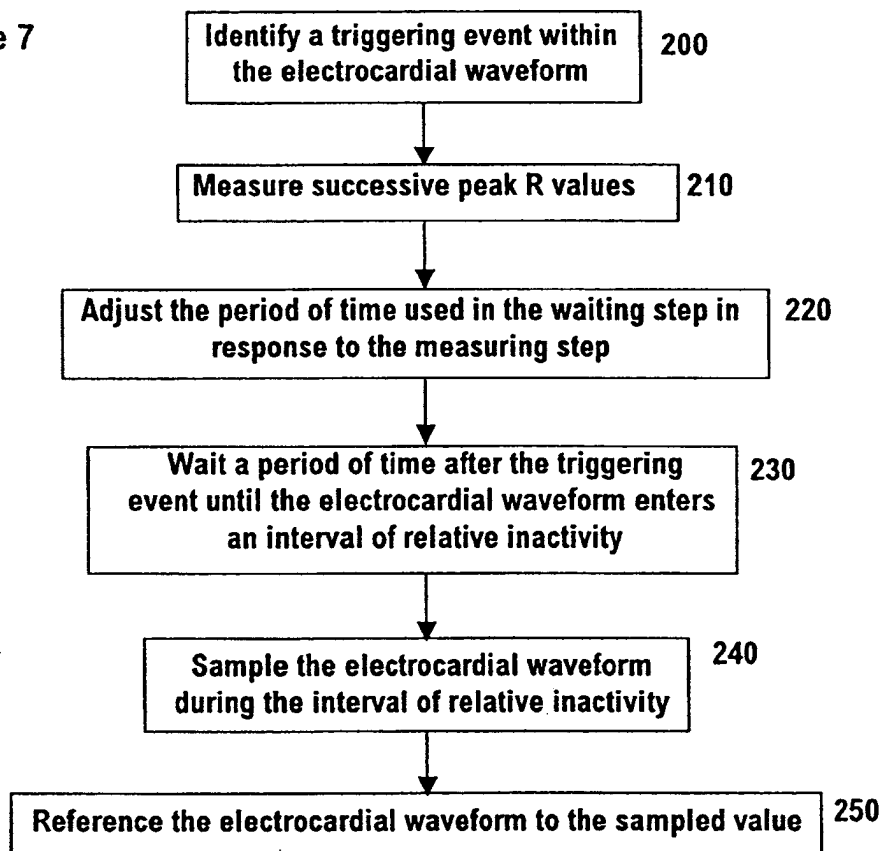 e 7
Identify a triggering event within
the electrocardial waveform
200
Measure successive peak R values
210
Adjust the period of time used in the waiting step in
response to the measuring step
220
Wait a period of time after the triggering
event until the electrocardial waveform enters
an interval of relative inactivity
230
Sample the electrocardial waveform
during the interval of relative inactivity
240
Reference the electrocardial waveform to the sampled value
250